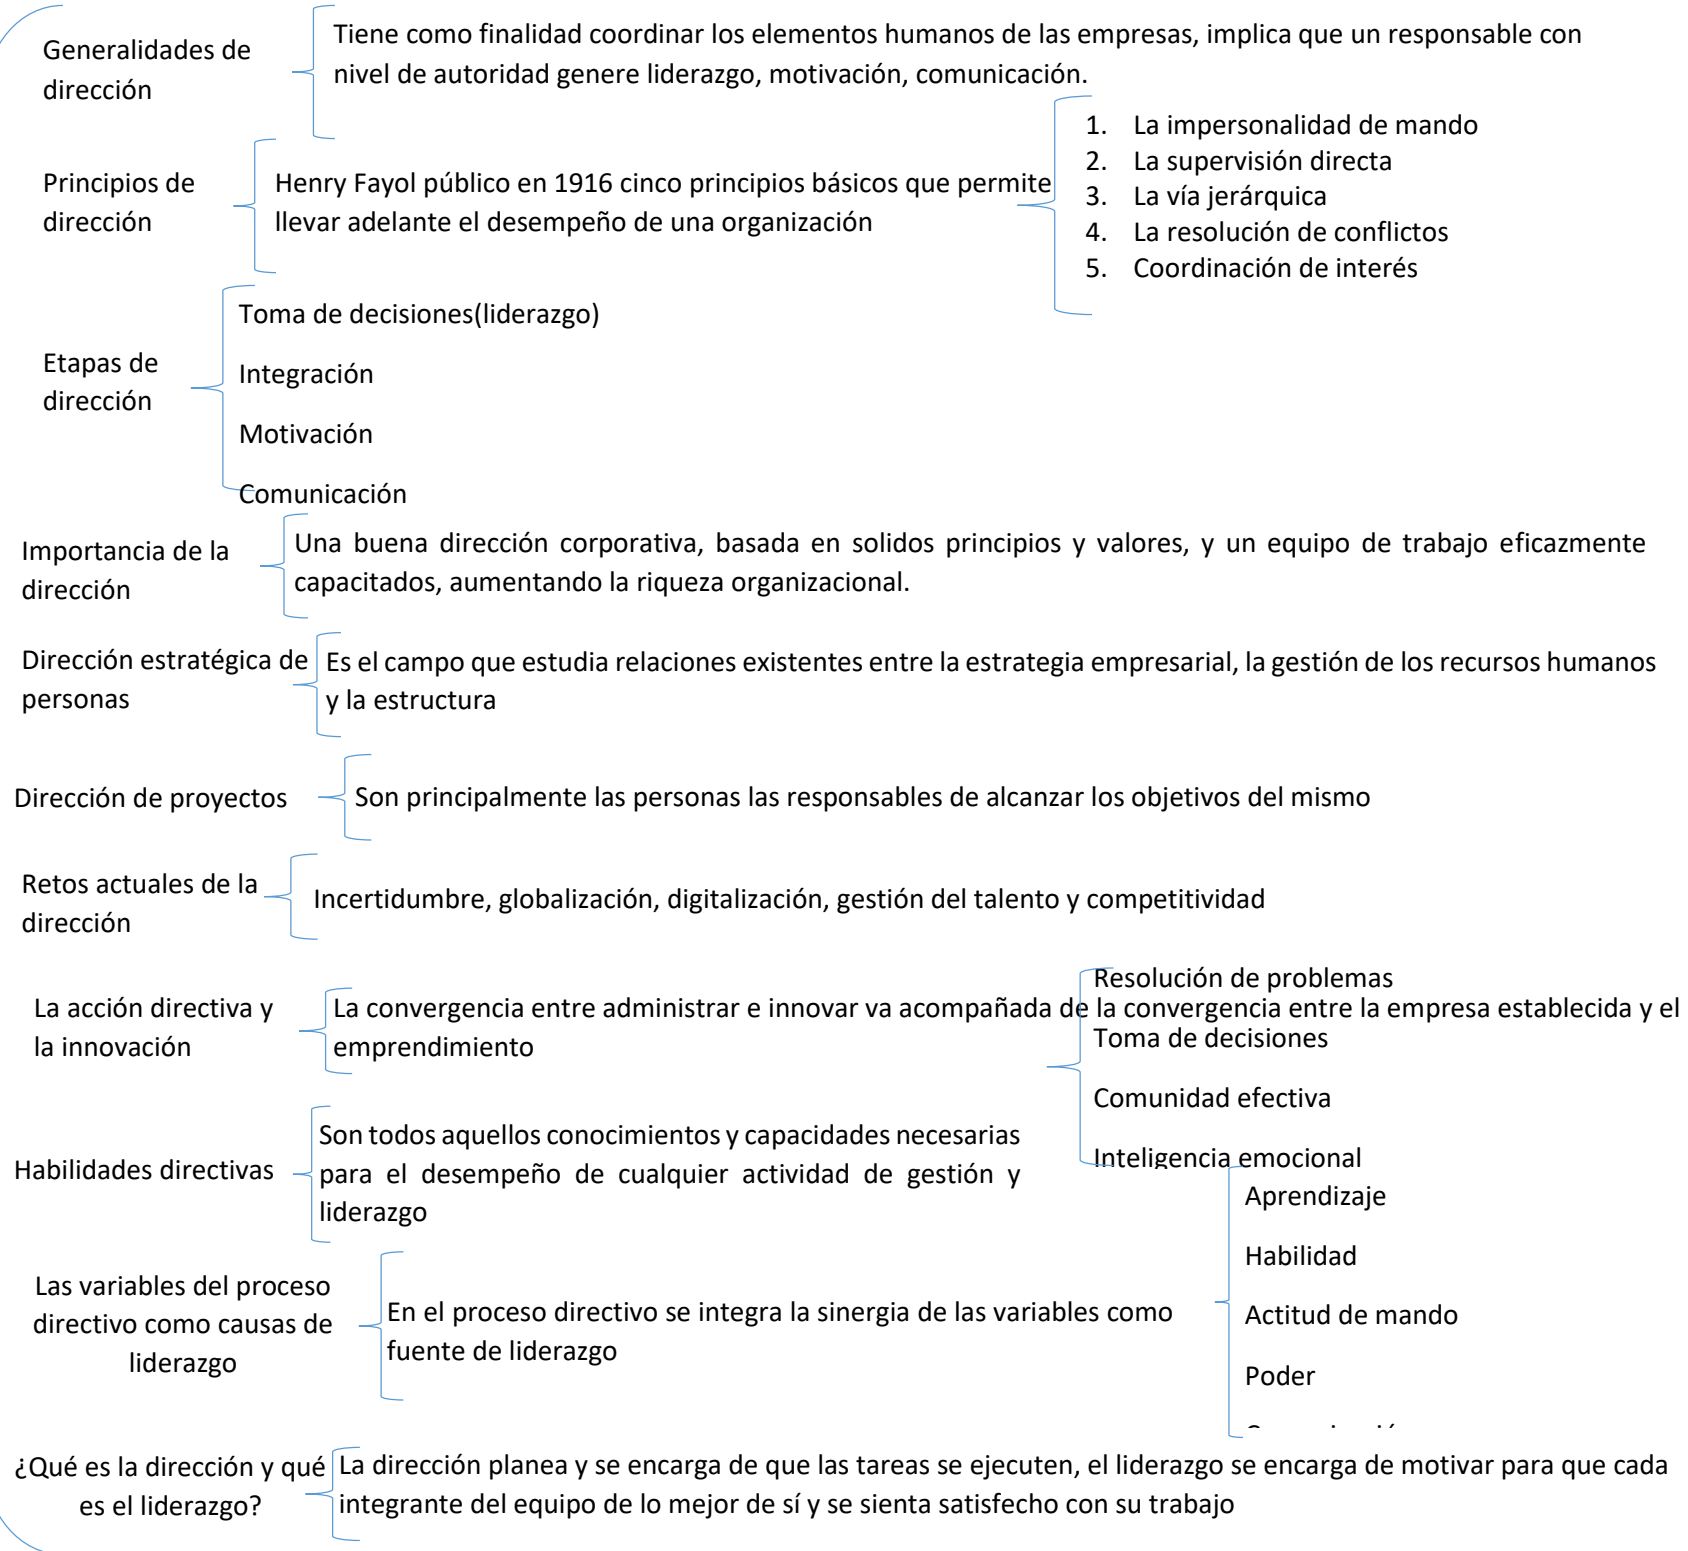 Generalidades de
dirección
Tiene como finalidad coordinar los elementos humanos de las empresas, implica que un responsable con
nivel de autoridad genere liderazgo, motivación, comunicación.
Principios de
dirección
Henry Fayol público en 1916 cinco principios básicos que permite
llevar adelante el desempeño de una organización
1. La impersonalidad de mando
2. La supervisión directa
3. La vía jerárquica
4. La resolución de conflictos
5. Coordinación de interés
Etapas de
dirección
Toma de decisiones(liderazgo)
Integración
Motivación
Comunicación
Importancia de la
dirección
Una buena dirección corporativa, basada en solidos principios y valores, y un equipo de trabajo eficazmente
capacitados, aumentando la riqueza organizacional.
Dirección estratégica de
personas
Es el campo que estudia relaciones existentes entre la estrategia empresarial, la gestión de los recursos humanos
y la estructura
Dirección de proyectos
Son principalmente las personas las responsables de alcanzar los objetivos del mismo
Retos actuales de la
dirección
Incertidumbre, globalización, digitalización, gestión del talento y competitividad
La acción directiva y
la innovación
La convergencia entre administrar e innovar va acompañada de la convergencia entre la empresa establecida y el
emprendimiento
Habilidades directivas
Son todos aquellos conocimientos y capacidades necesarias
para el desempeño de cualquier actividad de gestión y
liderazgo
Resolución de problemas
Toma de decisiones
Comunidad efectiva
Inteligencia emocional
Las variables del proceso
directivo como causas de
liderazgo
En el proceso directivo se integra la sinergia de las variables como
fuente de liderazgo
Aprendizaje
Habilidad
Actitud de mando
Poder
¿Qué es la dirección y qué
es el liderazgo?
La dirección planea y se encarga de que las tareas se ejecuten, el liderazgo se encarga de motivar para que cada
integrante del equipo de lo mejor de sí y se sienta satisfecho con su trabajo